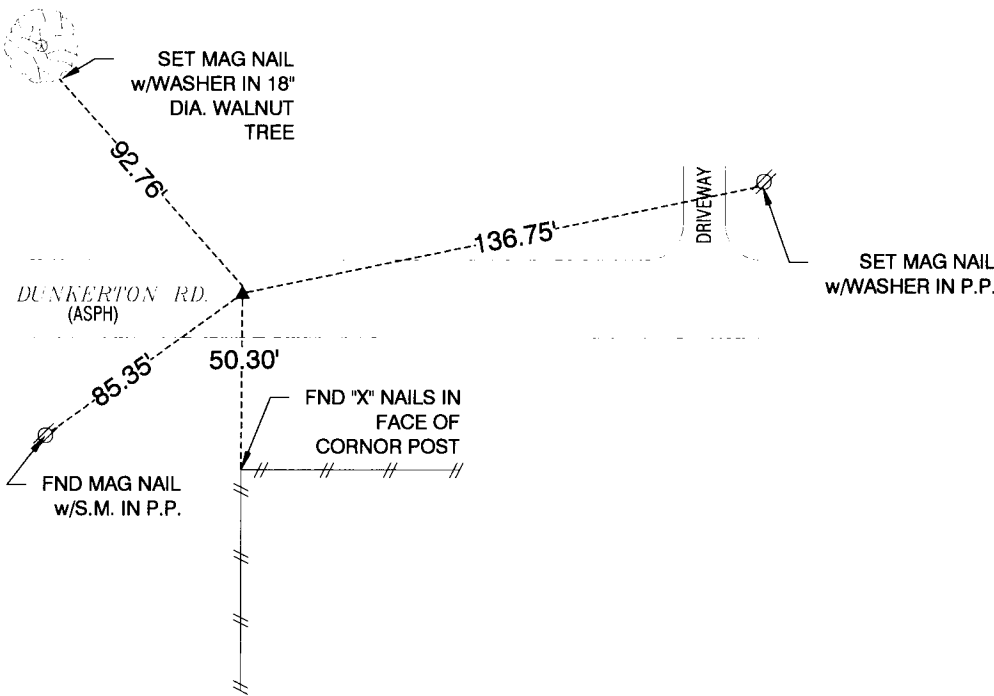 SET MAG NAIL
w/WASHER IN 18"
DIA. WALNUT
TREE
92.76'
136.75'
DRIVEWAY
SET MAG NAIL
w/WASHER IN P.P.
DUNKERTON RD.
(ASPH)
85.35'
50.30'
FND "X" NAILS IN
FACE OF
CORNOR POST
FND MAG NAIL
w/S.M. IN P.P.